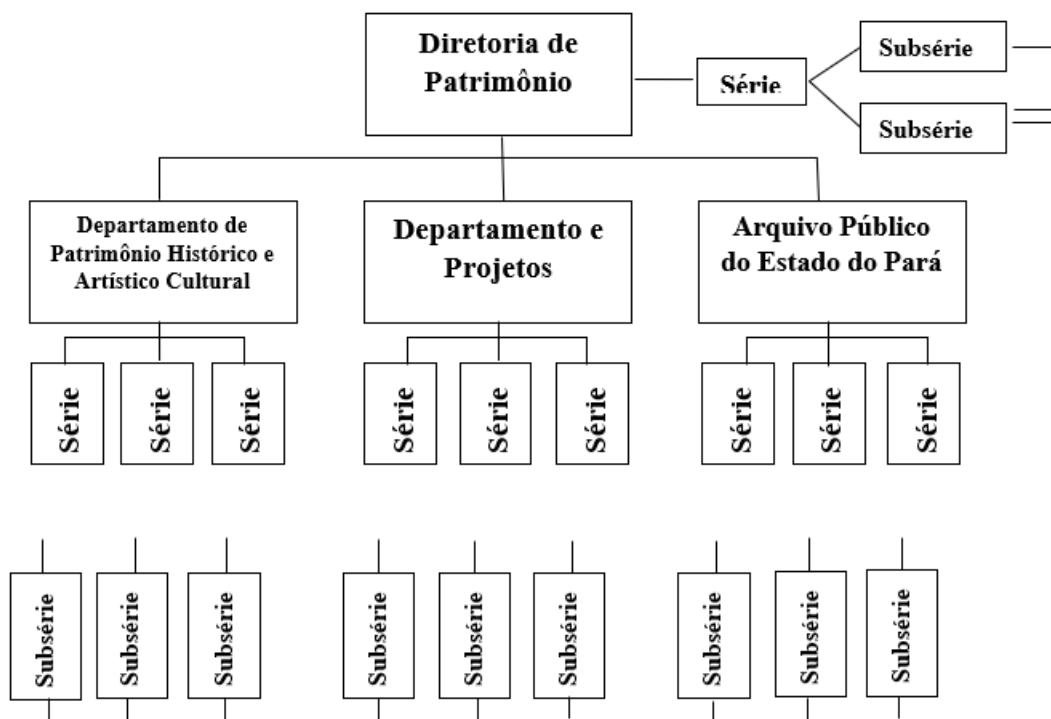 Diretoria de
Patrimônio
Série
Subsérie
Subsérie
Departamento de
Patrimônio Histórico e
Artístico Cultural
Departamento e
Projetos
Arquivo Público
do Estado do Pará
Série
Série
Série
Série
Série
Série
Série
Série
Série
Subsérie
Subsérie
Subsérie
Subsérie
Subsérie
Subsérie
Subsérie
Subsérie
Subsérie